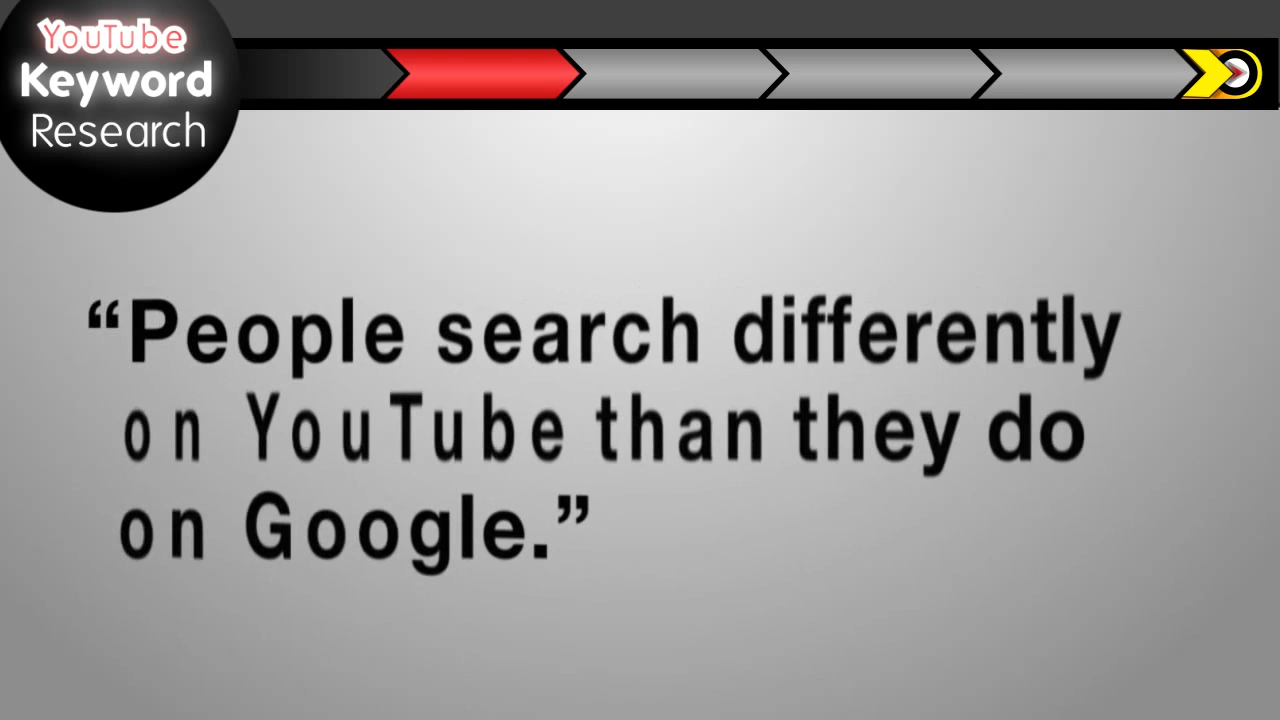 YouTube
Keyword
Research
“People search differently
on YouTube than they do
on Google.”